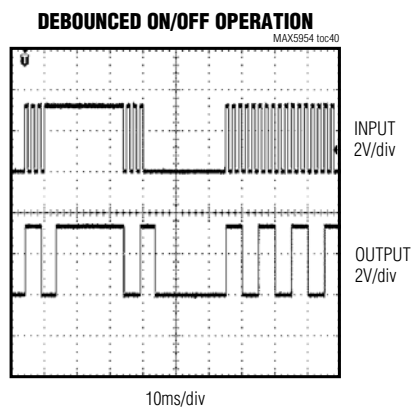 DEBOUNCED ON/OFF OPERATION
MAX5954 toc40
INPUT
2V/div
OUTPUT
2V/div
10ms/div